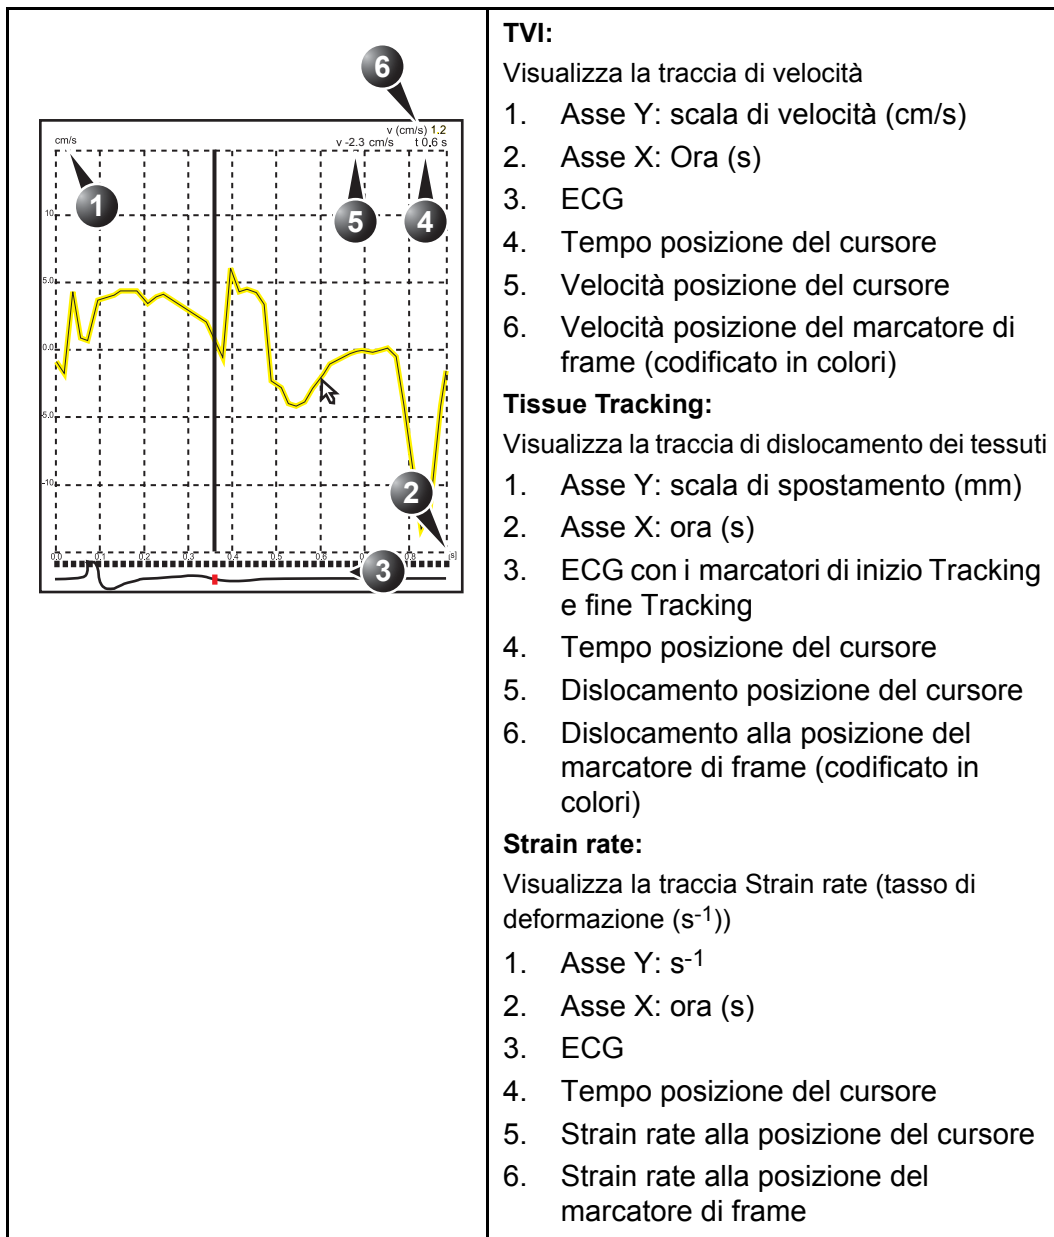 6
v (cm/s) 1.2
cm/s
v -2.3 cm/s
t 0.6 s
1
5
4
10
5.0
0.0
-5.0
-10
2
0.0 0.1 0.2 0.3 0.4 0.6 0.8 [s]
3
TVI:
Visualizza la traccia di velocità
1. Asse Y: scala di velocità (cm/s)
2. Asse X: Ora (s)
3. ECG
4. Tempo posizione del cursore
5. Velocità posizione del cursore
6. Velocità posizione del marcatore di
frame (codificato in colori)
Tissue Tracking:
Visualizza la traccia di dislocamento dei tessuti
1. Asse Y: scala di spostamento (mm)
2. Asse X: ora (s)
3. ECG con i marcatori di inizio Tracking
e fine Tracking
4. Tempo posizione del cursore
5. Dislocamento posizione del cursore
6. Dislocamento alla posizione del
marcatore di frame (codificato in
colori)
Strain rate:
Visualizza la traccia Strain rate (tasso di
deformazione (s-1))
1. Asse Y: s-1
2. Asse X: ora (s)
3. ECG
4. Tempo posizione del cursore
5. Strain rate alla posizione del cursore
6. Strain rate alla posizione del
marcatore di frame